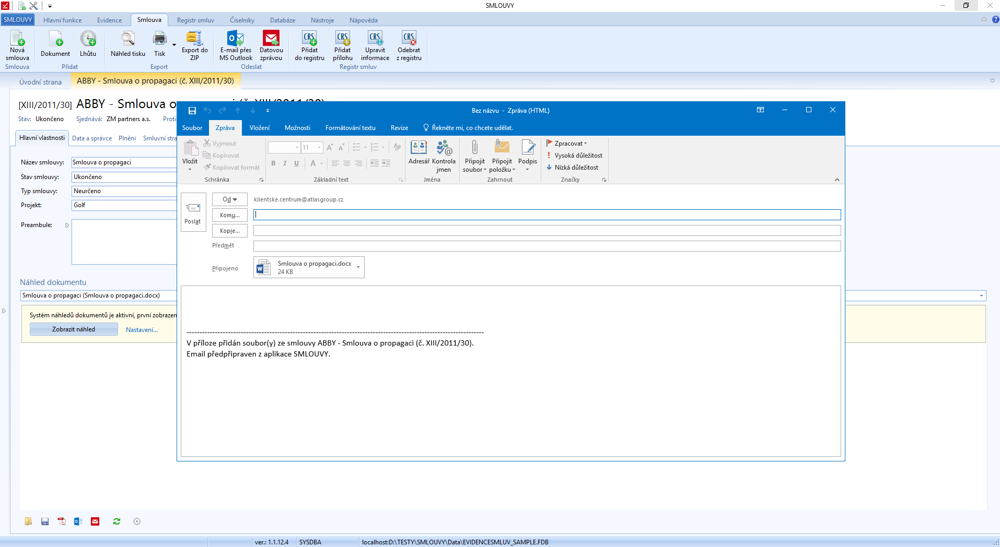 SMLOUVY
SMLOUVY Hlavní funkce Evidence Smlouva Registr smluv Číselníky Databáze Nástroje Nápověda
Nová smlouva
Dokument
Lhůtu
Náhled tisku
Tisk
Export do ZIP
E-mail přes MS Outlook
Datovou zprávou
Přidat do registru
Přidat přílohu
Upravit informace
Odebrat z registru
CRS CRS CRS CRS
Smlouva Přidat Export Odeslat Registr smluv
Úvodní strana ABBY - Smlouva o propagaci (č. XIII/2011/30)
[XIII/2011/30] ABBY - Smlouva o
Stav: Ukončeno Sjednává: ZM partners a.s.
Hlavní vlastnosti Data a správce Plnění
Název smlouvy: Smlouva o propagaci
Stav smlouvy: Ukončeno
Typ smlouvy: Neurčeno
Projekt: Golf
Preambule:
Náhled dokumentu
Smlouva o propagaci (Smlouva o propagaci.docx)
Systém náhledů dokumentů je aktivní, první
Zobrazit náhled Nastavení...
Bez názvu - Zpráva (HTML)
Soubor Zpráva Vložení Možnosti Formátování textu Revize Řekněte mi, co chcete udělat.
Vložit
Vyjmout
Kopírovat
Kopírovat formát
11
B I U A
Adresář
Kontrola jmen
Připojit soubor
Připojit položku
Podpis
Zpracovat
Vysoká důležitost
Nízká důležitost
Schránka Základní text Jména Zahrnout Značky
Poslat
Od klientske.centrum@atlasgroup.cz
Komu...
Kopie...
Předmět
Připojeno Smlouva o propagaci.docx
24 KB
V příloze přidán soubor(y) ze smlouvy ABBY - Smlouva o propagaci (č. XIII/2011/30).
Email předpřipraven z aplikace SMLOUVY.
ver.: 1.1.12.4 SYSDBA localhost:D:\TESTY\SMLOUVY\Data\EVIDENCESMLUV_SAMPLE.FDB